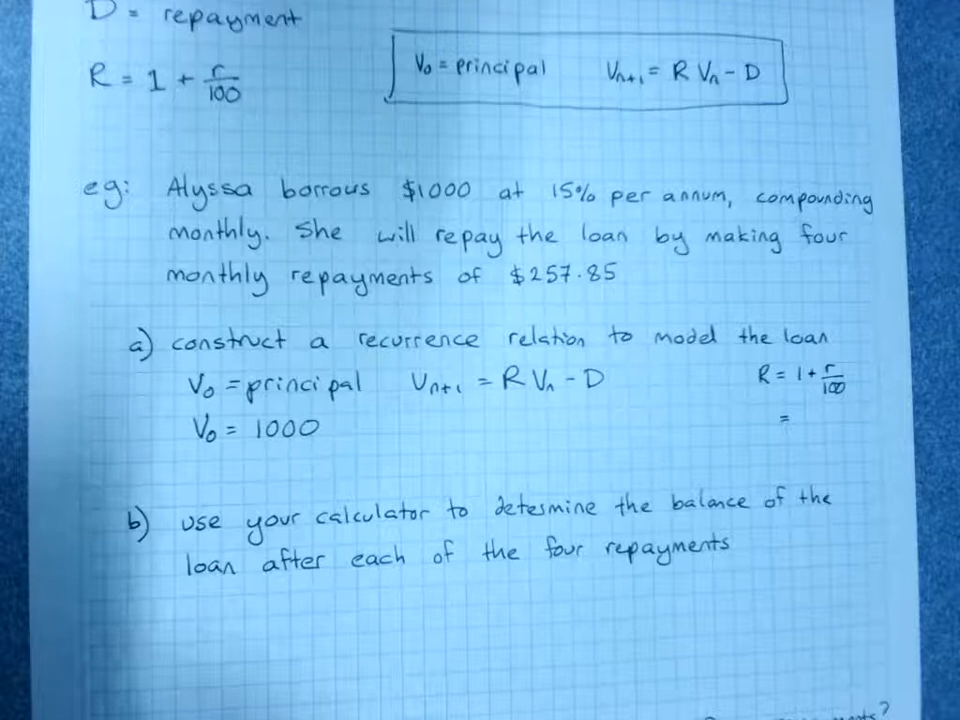 D = repayment
R = 1 + r/100
V₀ = principal Vₙ₊₁ = R Vₙ - D
eg: Alyssa borrows $1000 at 15% per annum, compounding
monthly. She will repay the loan by making four
monthly repayments of $257.85
a) construct a recurrence relation to model the loan
V₀ = principal Vₙ₊₁ = R Vₙ - D R = 1 + r/100
V₀ = 1000 =
b) use your calculator to determine the balance of the
loan after each of the four repayments